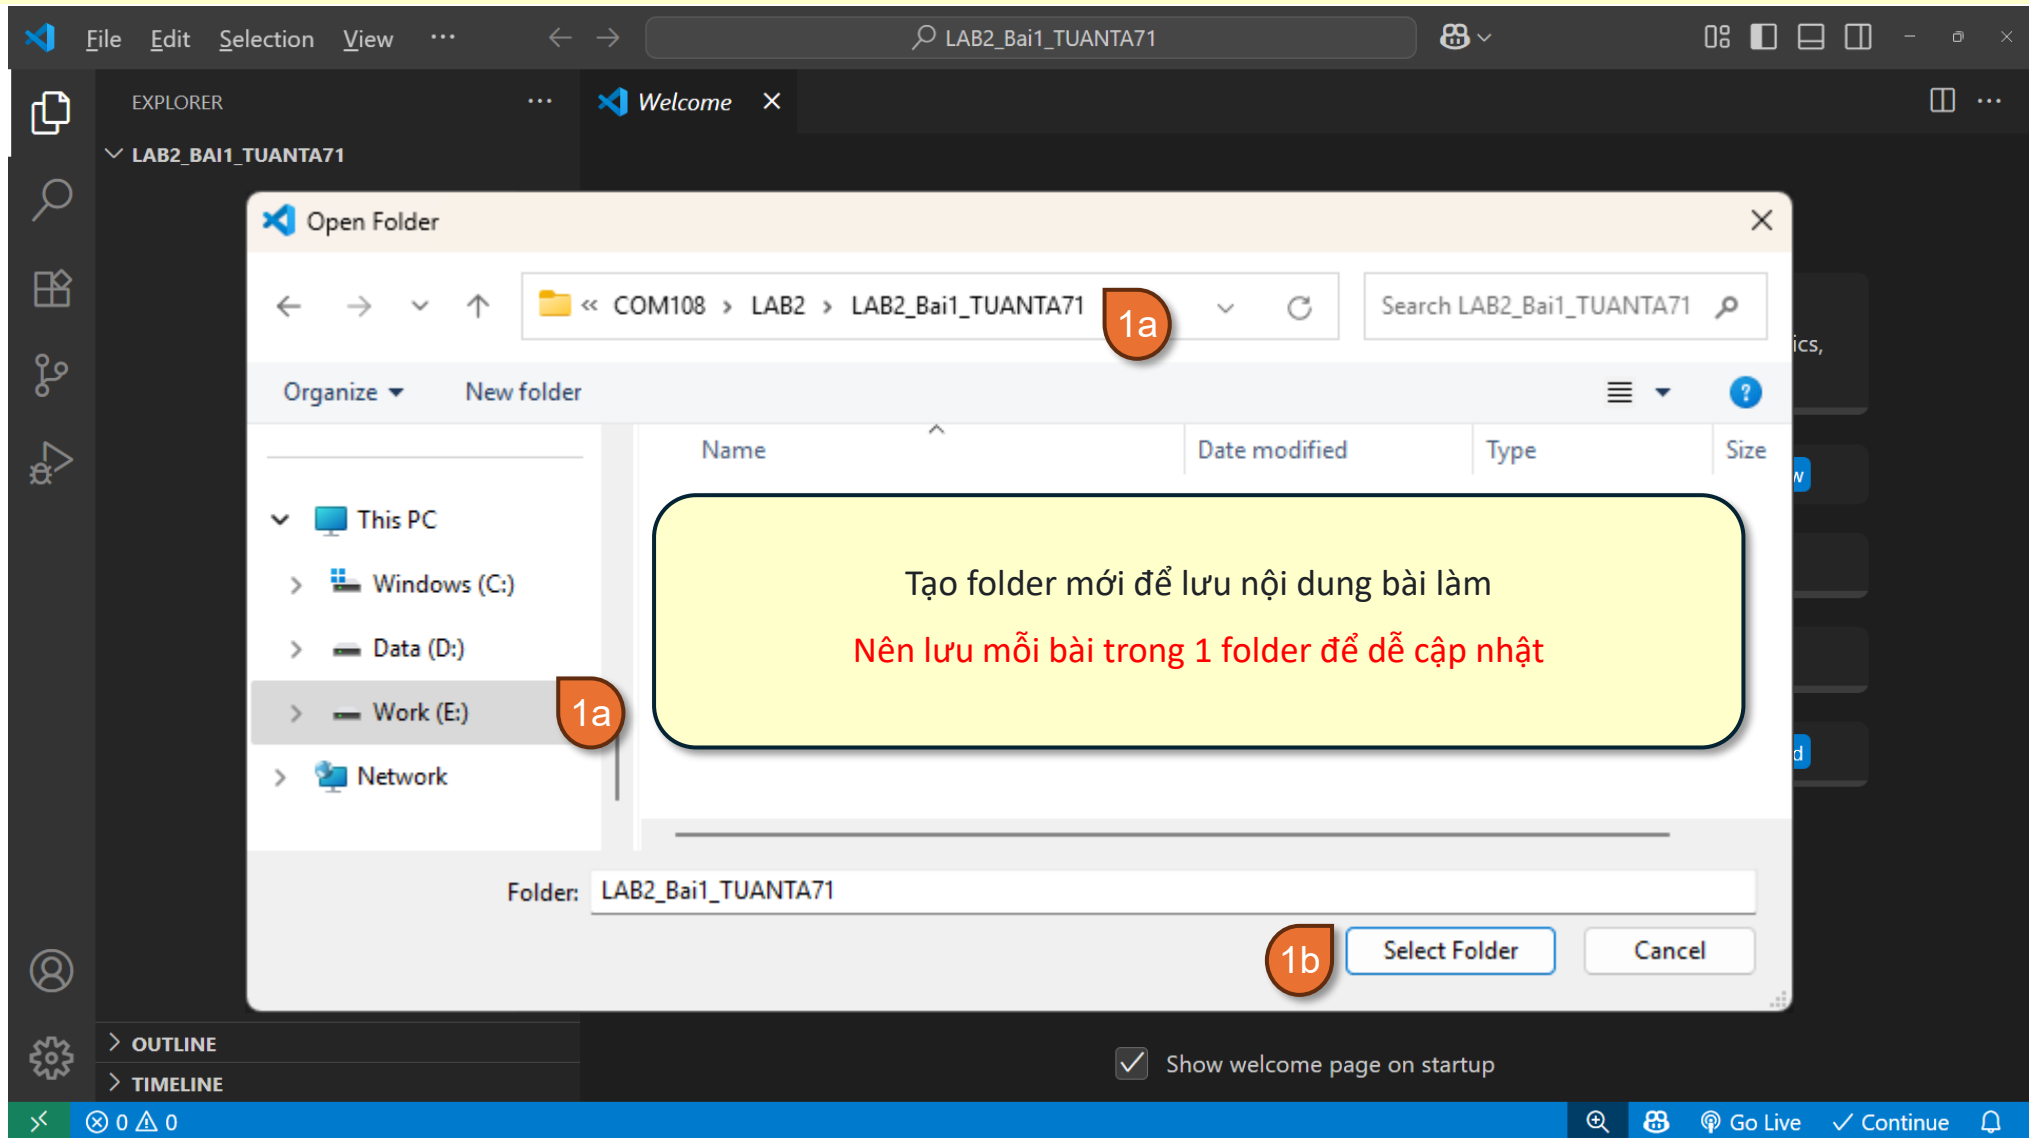 File Edit Selection View ···
LAB2_Bai1_TUANTA71
EXPLORER
Welcome
LAB2_BAI1_TUANTA71
Open Folder
« COM108 › LAB2 › LAB2_Bai1_TUANTA71
1a
Search LAB2_Bai1_TUANTA71
ics,
Organize
New folder
Name
Date modified
Type
Size
w
This PC
Windows (C:)
Data (D:)
Work (E:)
1a
Network
Tạo folder mới để lưu nội dung bài làm
Nên lưu mỗi bài trong 1 folder để dễ cập nhật
d
Folder: LAB2_Bai1_TUANTA71
1b
Select Folder
Cancel
OUTLINE
Show welcome page on startup
TIMELINE
0 0
Go Live
Continue